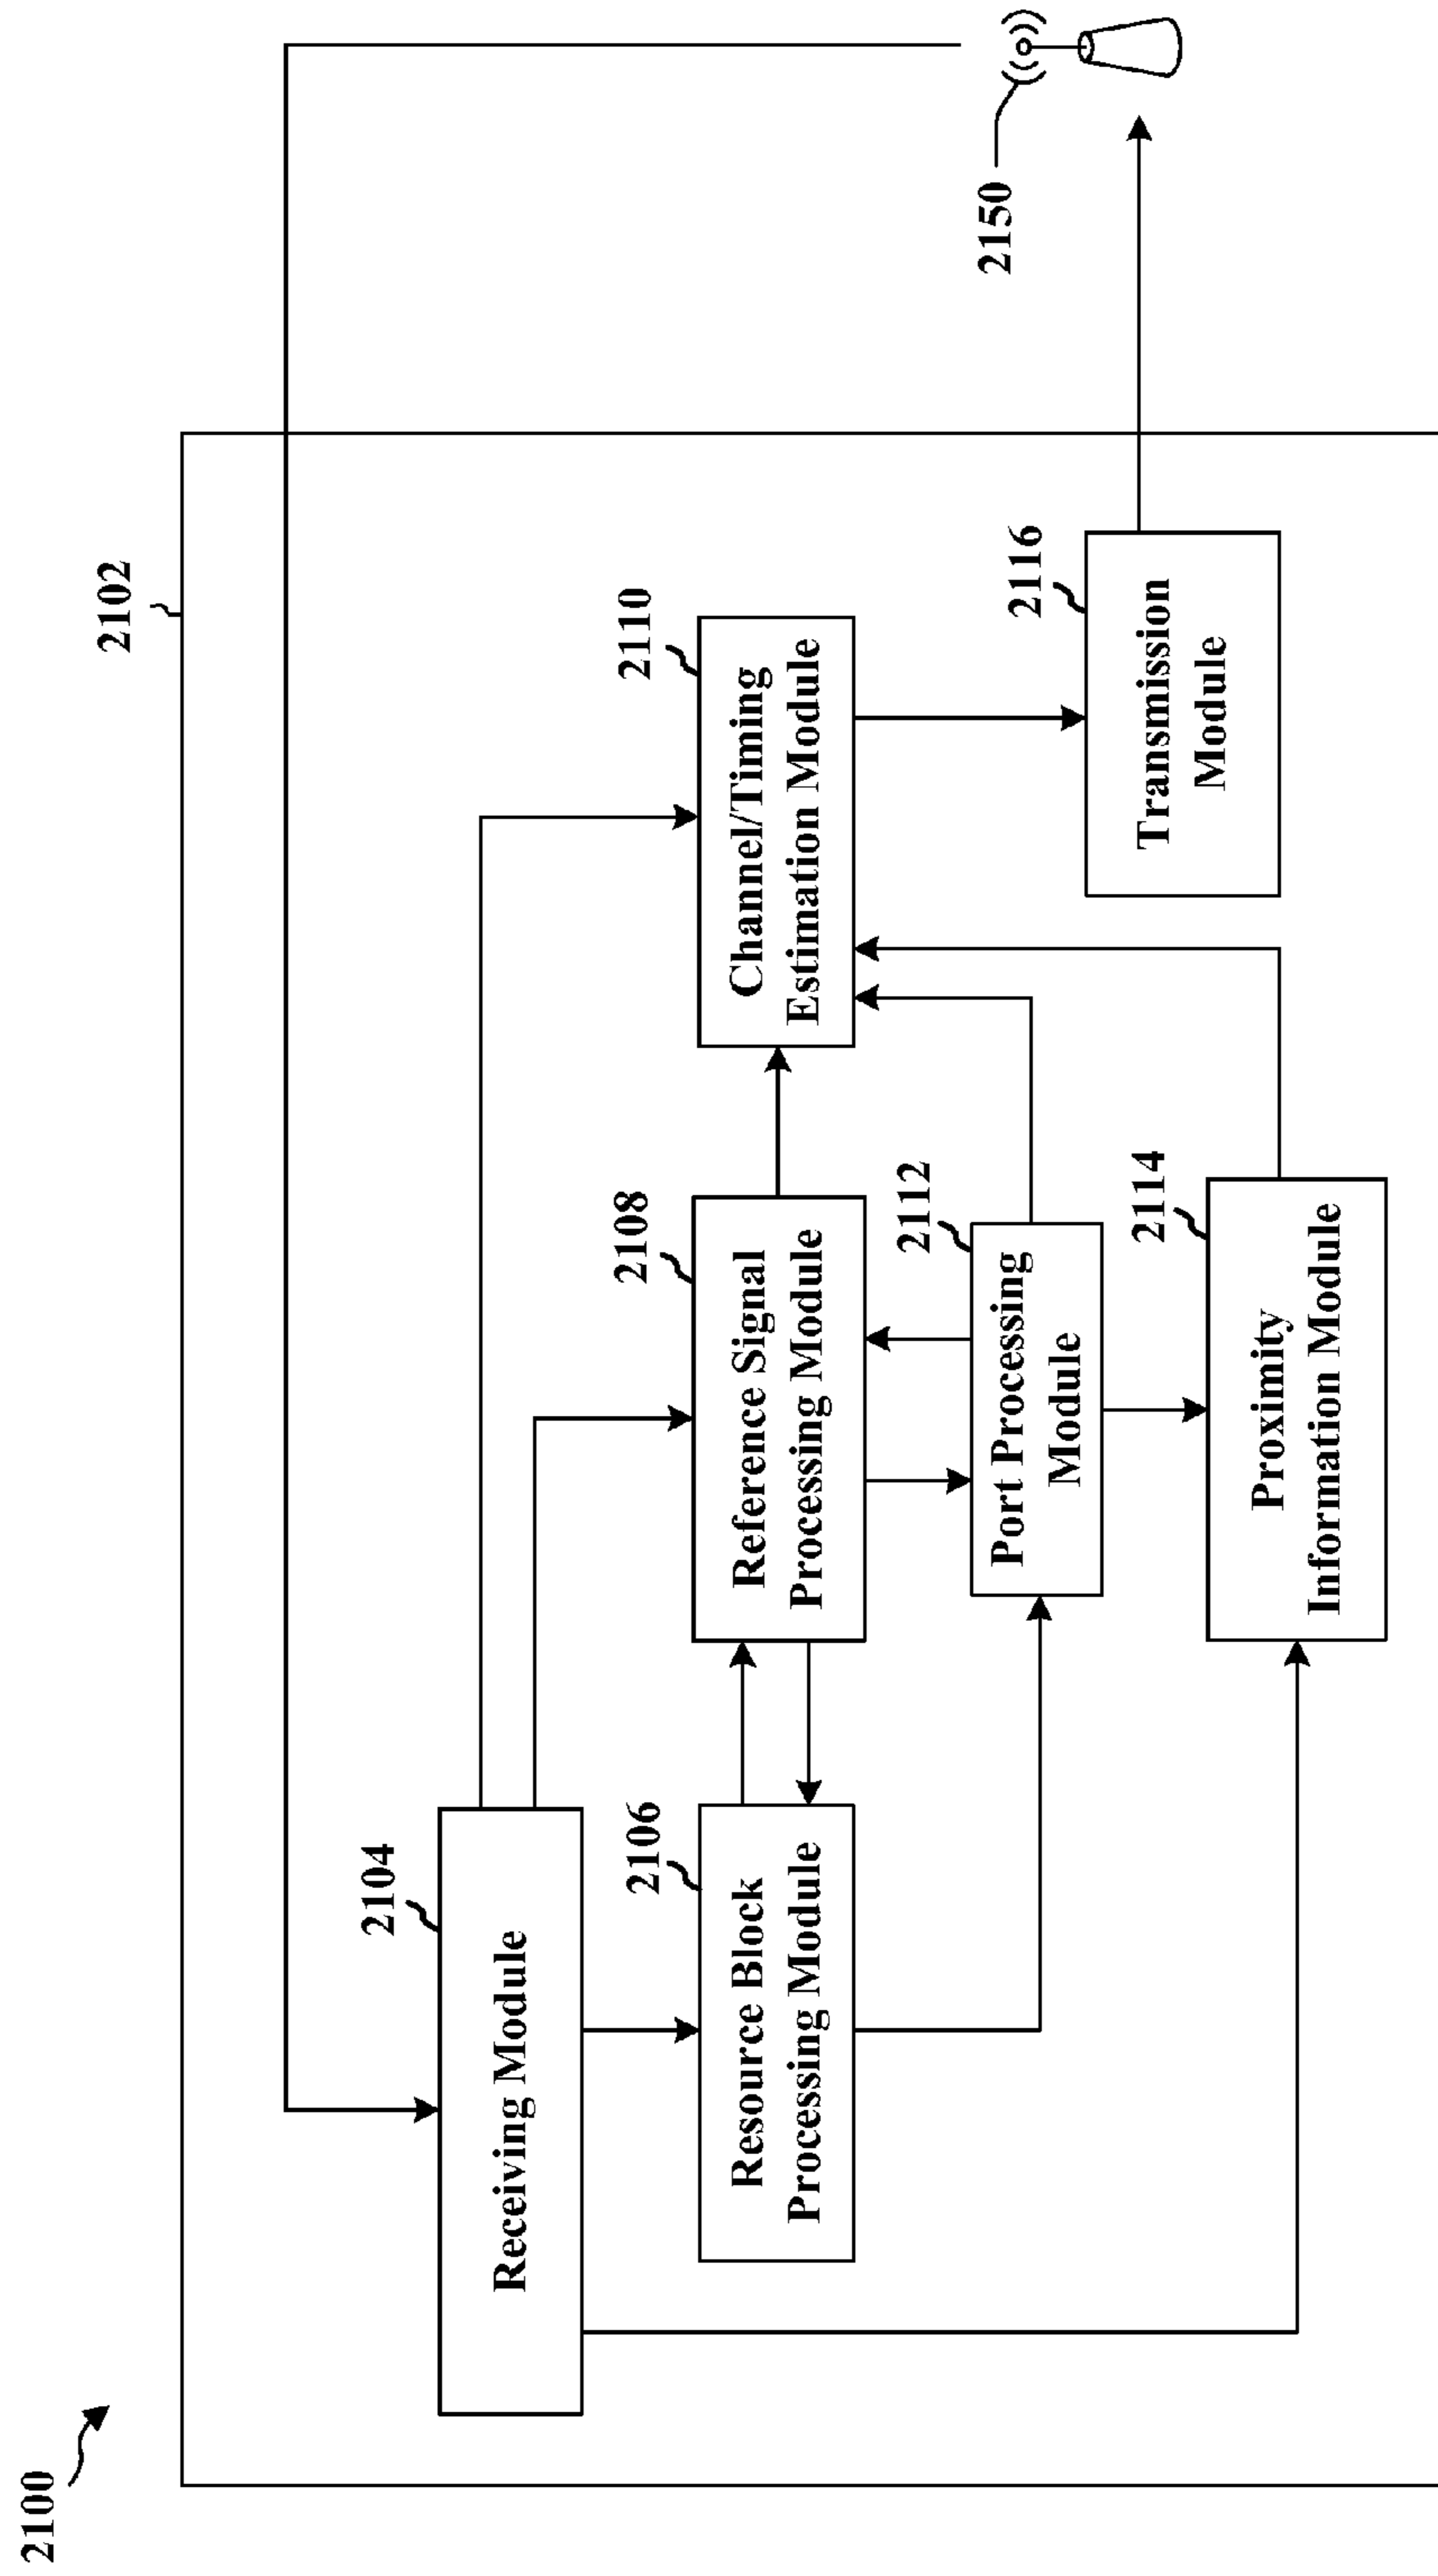 2100
2102
2104
Receiving Module
2106
Resource Block
Processing Module
2108
Reference Signal
Processing Module
2110
Channel/Timing
Estimation Module
2112
Port Processing
Module
2114
Proximity
Information Module
2116
Transmission
Module
2150